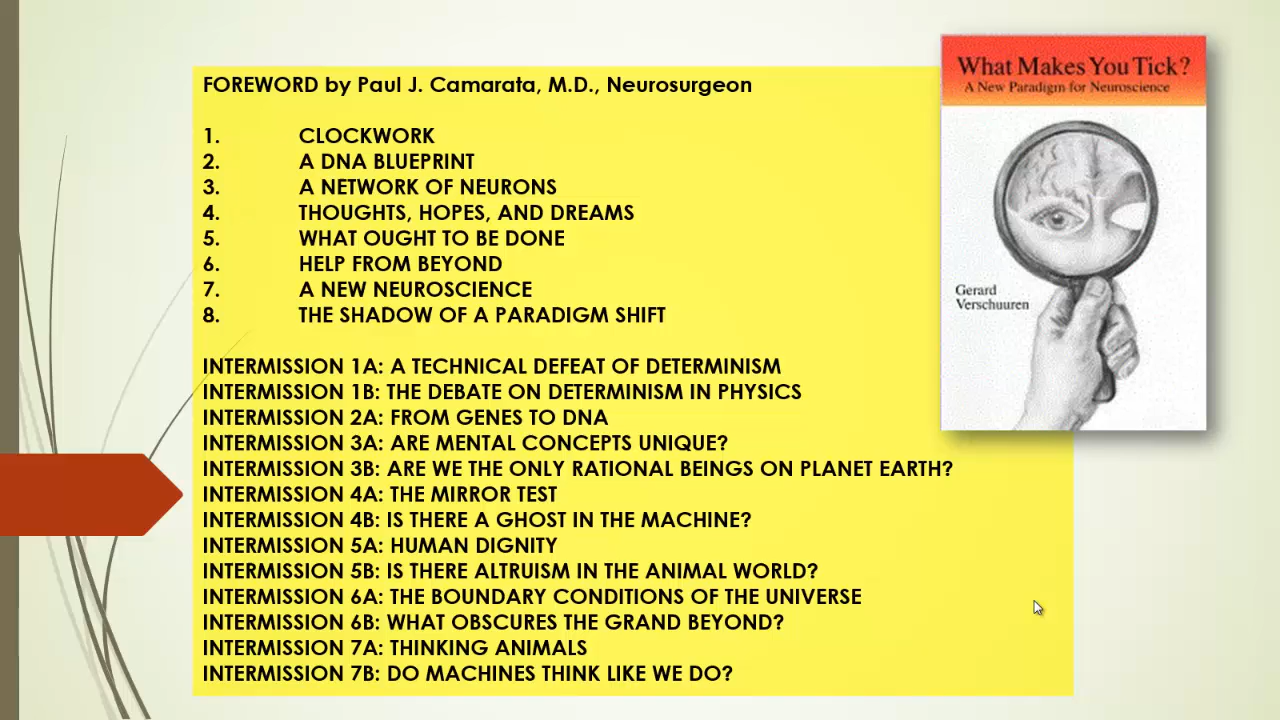 FOREWORD by Paul J. Camarata, M.D., Neurosurgeon
1. CLOCKWORK
2. A DNA BLUEPRINT
3. A NETWORK OF NEURONS
4. THOUGHTS, HOPES, AND DREAMS
5. WHAT OUGHT TO BE DONE
6. HELP FROM BEYOND
7. A NEW NEUROSCIENCE
8. THE SHADOW OF A PARADIGM SHIFT
INTERMISSION 1A: A TECHNICAL DEFEAT OF DETERMINISM
INTERMISSION 1B: THE DEBATE ON DETERMINISM IN PHYSICS
INTERMISSION 2A: FROM GENES TO DNA
INTERMISSION 3A: ARE MENTAL CONCEPTS UNIQUE?
INTERMISSION 3B: ARE WE THE ONLY RATIONAL BEINGS ON PLANET EARTH?
INTERMISSION 4A: THE MIRROR TEST
INTERMISSION 4B: IS THERE A GHOST IN THE MACHINE?
INTERMISSION 5A: HUMAN DIGNITY
INTERMISSION 5B: IS THERE ALTRUISM IN THE ANIMAL WORLD?
INTERMISSION 6A: THE BOUNDARY CONDITIONS OF THE UNIVERSE
INTERMISSION 6B: WHAT OBSCURES THE GRAND BEYOND?
INTERMISSION 7A: THINKING ANIMALS
INTERMISSION 7B: DO MACHINES THINK LIKE WE DO?
What Makes You Tick?
A New Paradigm for Neuroscience
Gerard
Verschuuren